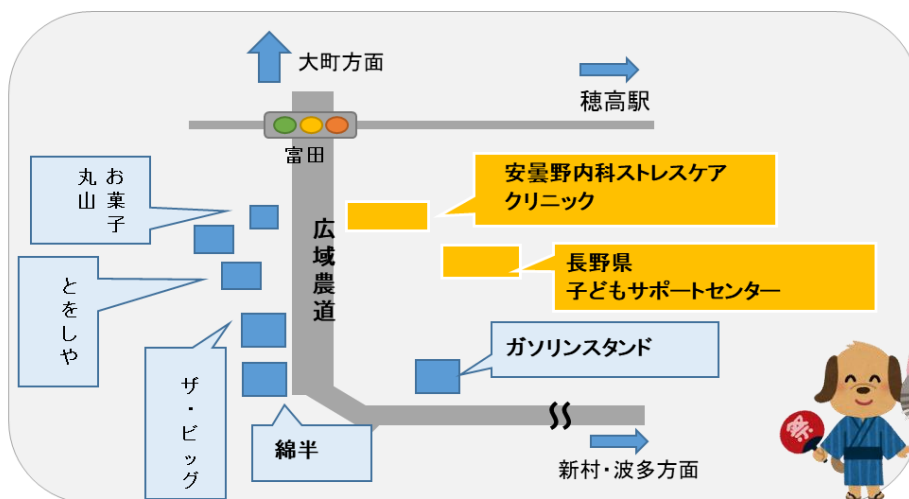 大町方面
穂高駅
富田
お菓子
丸山
広域農道
安曇野内科ストレスケア
クリニック
長野県
子どもサポートセンター
とをしや
ガソリンスタンド
ザ・ビッグ
綿半
新村・波多方面
祭